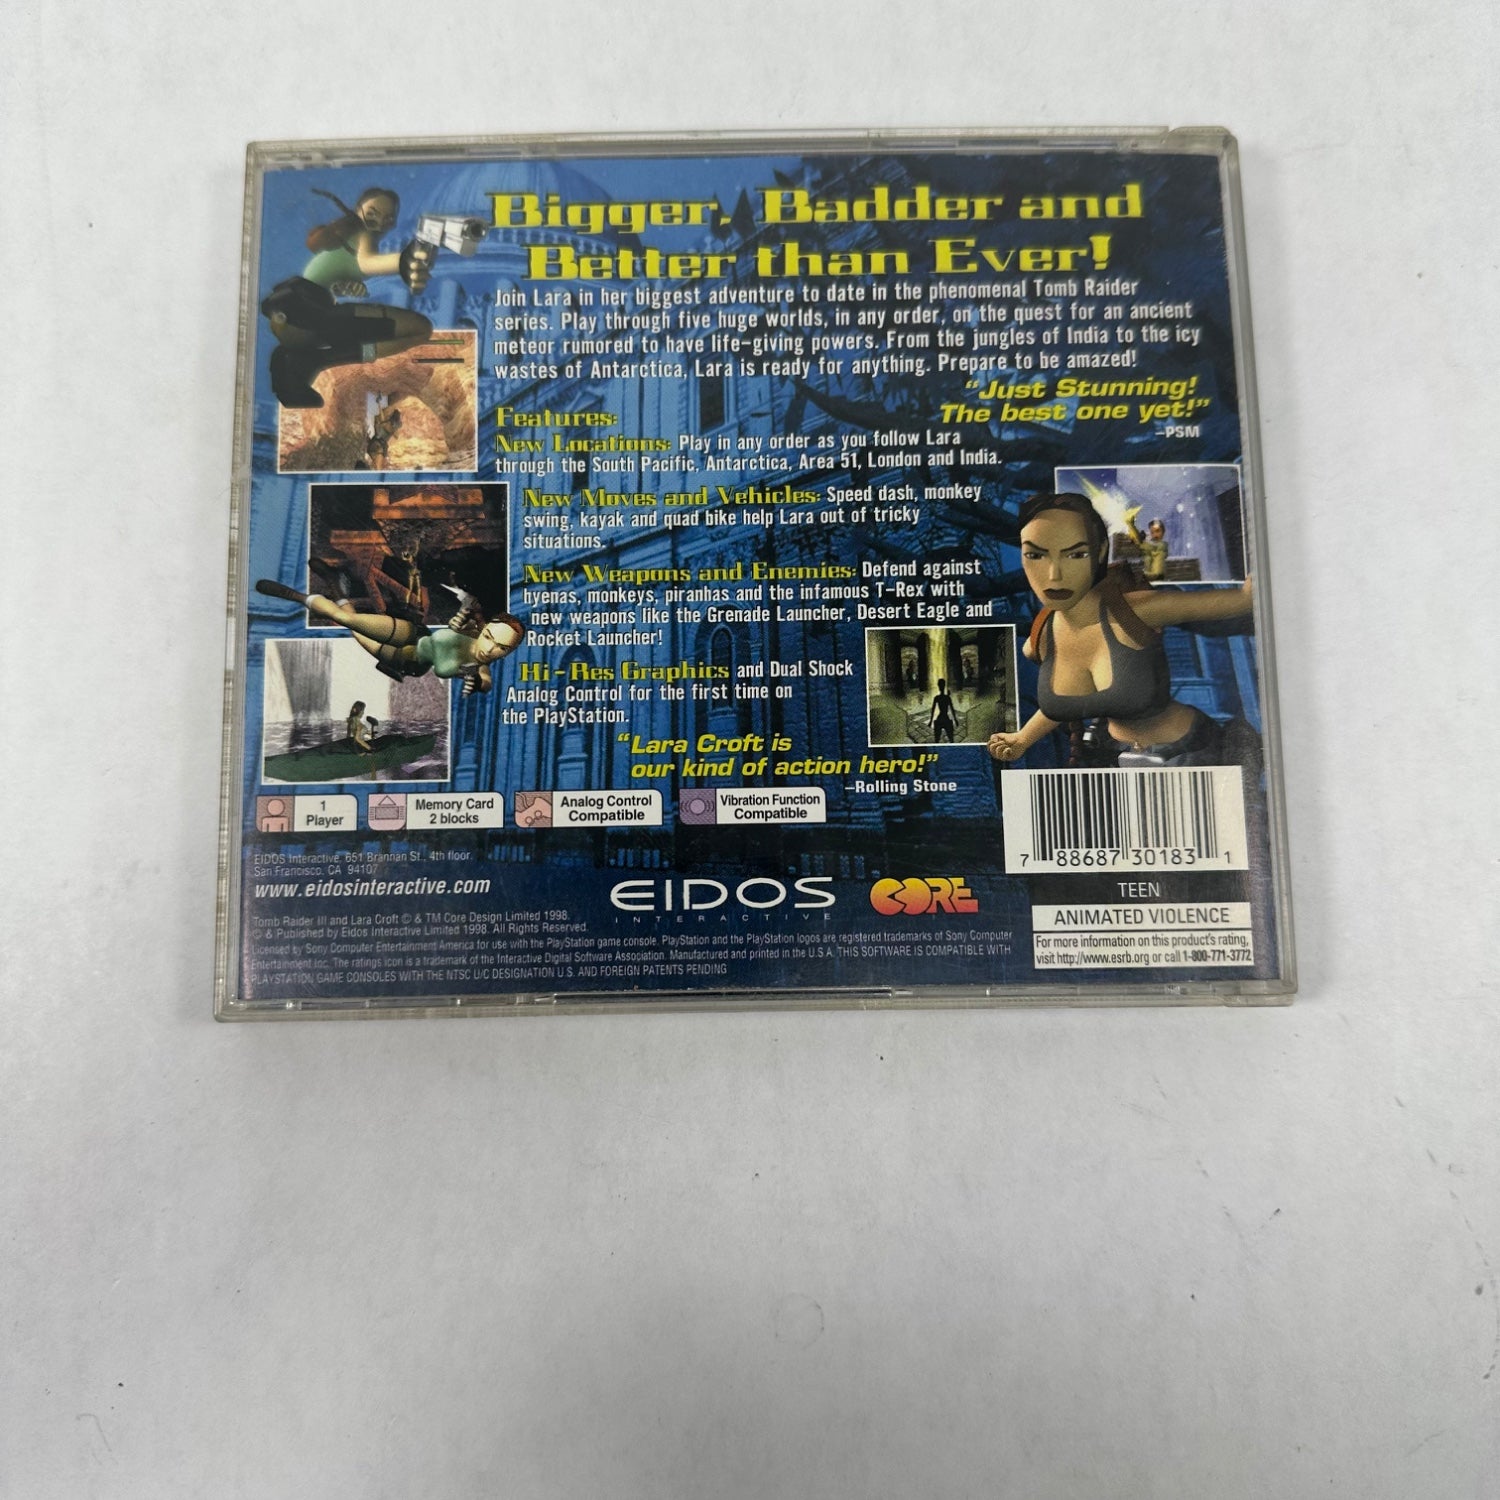 Bigger, Badder and
Better than Ever!
Join Lara in her biggest adventure to date in the phenomenal Tomb Raider
series. Play through five huge worlds, in any order, on the quest for an ancient
meteor rumored to have life-giving powers. From the jungles of India to the icy
wastes of Antarctica, Lara is ready for anything. Prepare to be amazed!
"Just Stunning!
The best one yet!"
–PSM
Features:
New Locations: Play in any order as you follow Lara
through the South Pacific, Antarctica, Area 51, London and India.
New Moves and Vehicles: Speed dash, monkey
swing, kayak and quad bike help Lara out of tricky
situations.
New Weapons and Enemies: Defend against
hyenas, monkeys, piranhas and the infamous T-Rex with
new weapons like the Grenade Launcher, Desert Eagle and
Rocket Launcher!
Hi-Res Graphics and Dual Shock
Analog Control for the first time on
the PlayStation.
"Lara Croft is
our kind of action hero!"
–Rolling Stone
1
Player
Memory Card
2 blocks
Analog Control
Compatible
Vibration Function
Compatible
7 88687 30183 1
EIDOS Interactive, 651 Brannan St., 4th floor.
San Francisco, CA 94107
www.eidosinteractive.com
EIDOS
INTERACTIVE
CORE
TEEN
ANIMATED VIOLENCE
For more information on this product's rating,
visit http://www.esrb.org or call 1-800-771-3772
Tomb Raider III and Lara Croft © & TM Core Design Limited 1998.
© & Published by Eidos Interactive Limited 1998. All Rights Reserved.
Licensed by Sony Computer Entertainment America for use with the PlayStation game console. PlayStation and the PlayStation logos are registered trademarks of Sony Computer
Entertainment Inc. The ratings icon is a trademark of the Interactive Digital Software Association. Manufactured and printed in the U.S.A. THIS SOFTWARE IS COMPATIBLE WITH
PLAYSTATION GAME CONSOLES WITH THE NTSC U/C DESIGNATION U.S. AND FOREIGN PATENTS PENDING